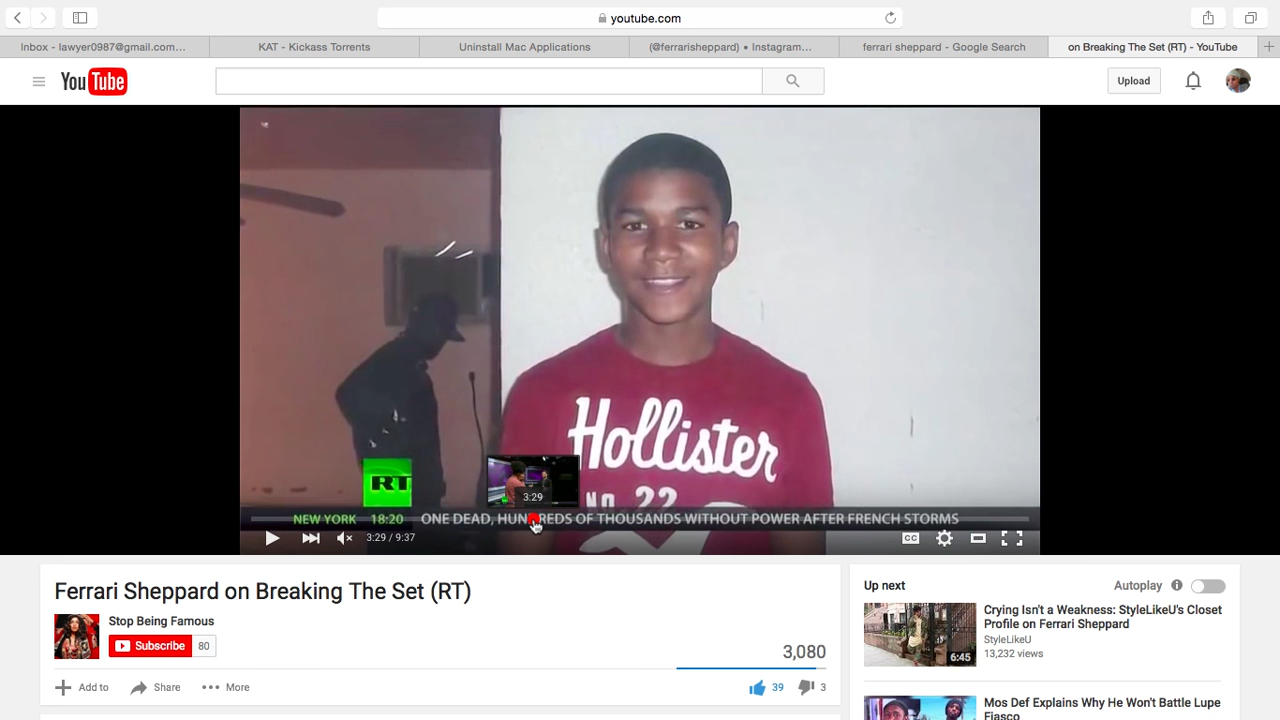 youtube.com
Inbox - lawyer0987@gmail.com...
KAT - Kickass Torrents
Uninstall Mac Applications
(@ferrarisheppard) • Instagram...
ferrari sheppard - Google Search
on Breaking The Set (RT) - YouTube
YouTube
Upload
Hollister
No. 22
RT
3:29
NEW YORK 18:20 ONE DEAD, HUNDREDS OF THOUSANDS WITHOUT POWER AFTER FRENCH STORMS
3:29 / 9:37
CC
Ferrari Sheppard on Breaking The Set (RT)
Stop Being Famous
Subscribe 80
3,080
Add to
Share
More
39
3
Up next
Autoplay
Crying Isn't a Weakness: StyleLikeU's Closet
Profile on Ferrari Sheppard
StyleLikeU
13,232 views
6:45
Mos Def Explains Why He Won't Battle Lupe
Fiasco